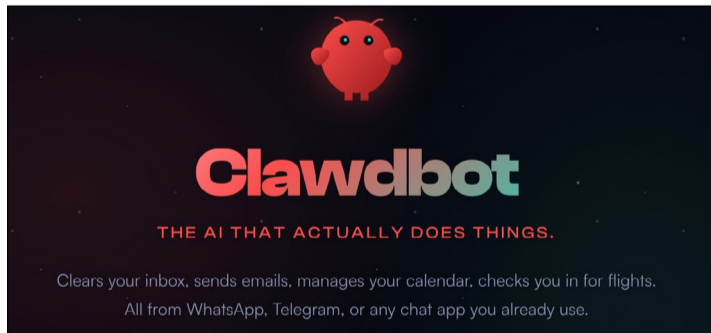 Clawdbot
THE AI THAT ACTUALLY DOES THINGS.
Clears your inbox, sends emails, manages your calendar, checks you in for flights.
All from WhatsApp, Telegram, or any chat app you already use.